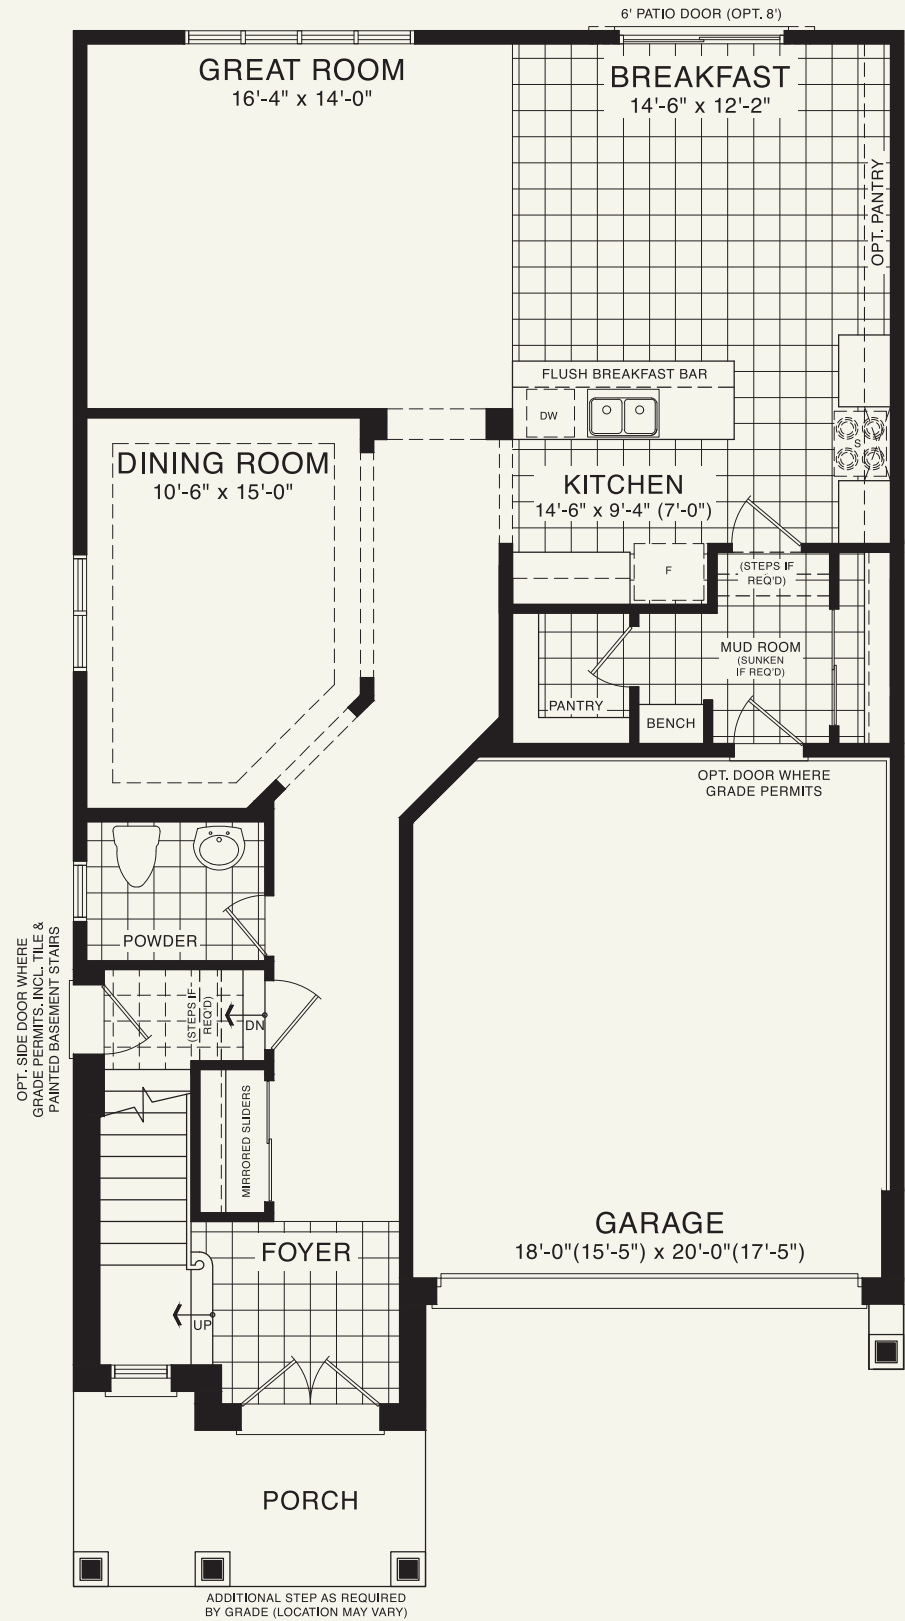 6' PATIO DOOR (OPT. 8')
GREAT ROOM
16'-4" x 14'-0"
BREAKFAST
14'-6" x 12'-2"
OPT. PANTRY
FLUSH BREAKFAST BAR
DW
S
DINING ROOM
10'-6" x 15'-0"
KITCHEN
14'-6" x 9'-4" (7'-0")
F
(STEPS IF
REQ'D)
MUD ROOM
(SUNKEN
IF REQ'D)
PANTRY
BENCH
OPT. DOOR WHERE
GRADE PERMITS
POWDER
OPT. SIDE DOOR WHERE
GRADE PERMITS. INCL. TILE &
PAINTED BASEMENT STAIRS
(STEPS IF
REQ'D)
DN
MIRRORED SLIDERS
FOYER
GARAGE
18'-0"(15'-5") x 20'-0"(17'-5")
UP
PORCH
ADDITIONAL STEP AS REQUIRED
BY GRADE (LOCATION MAY VARY)